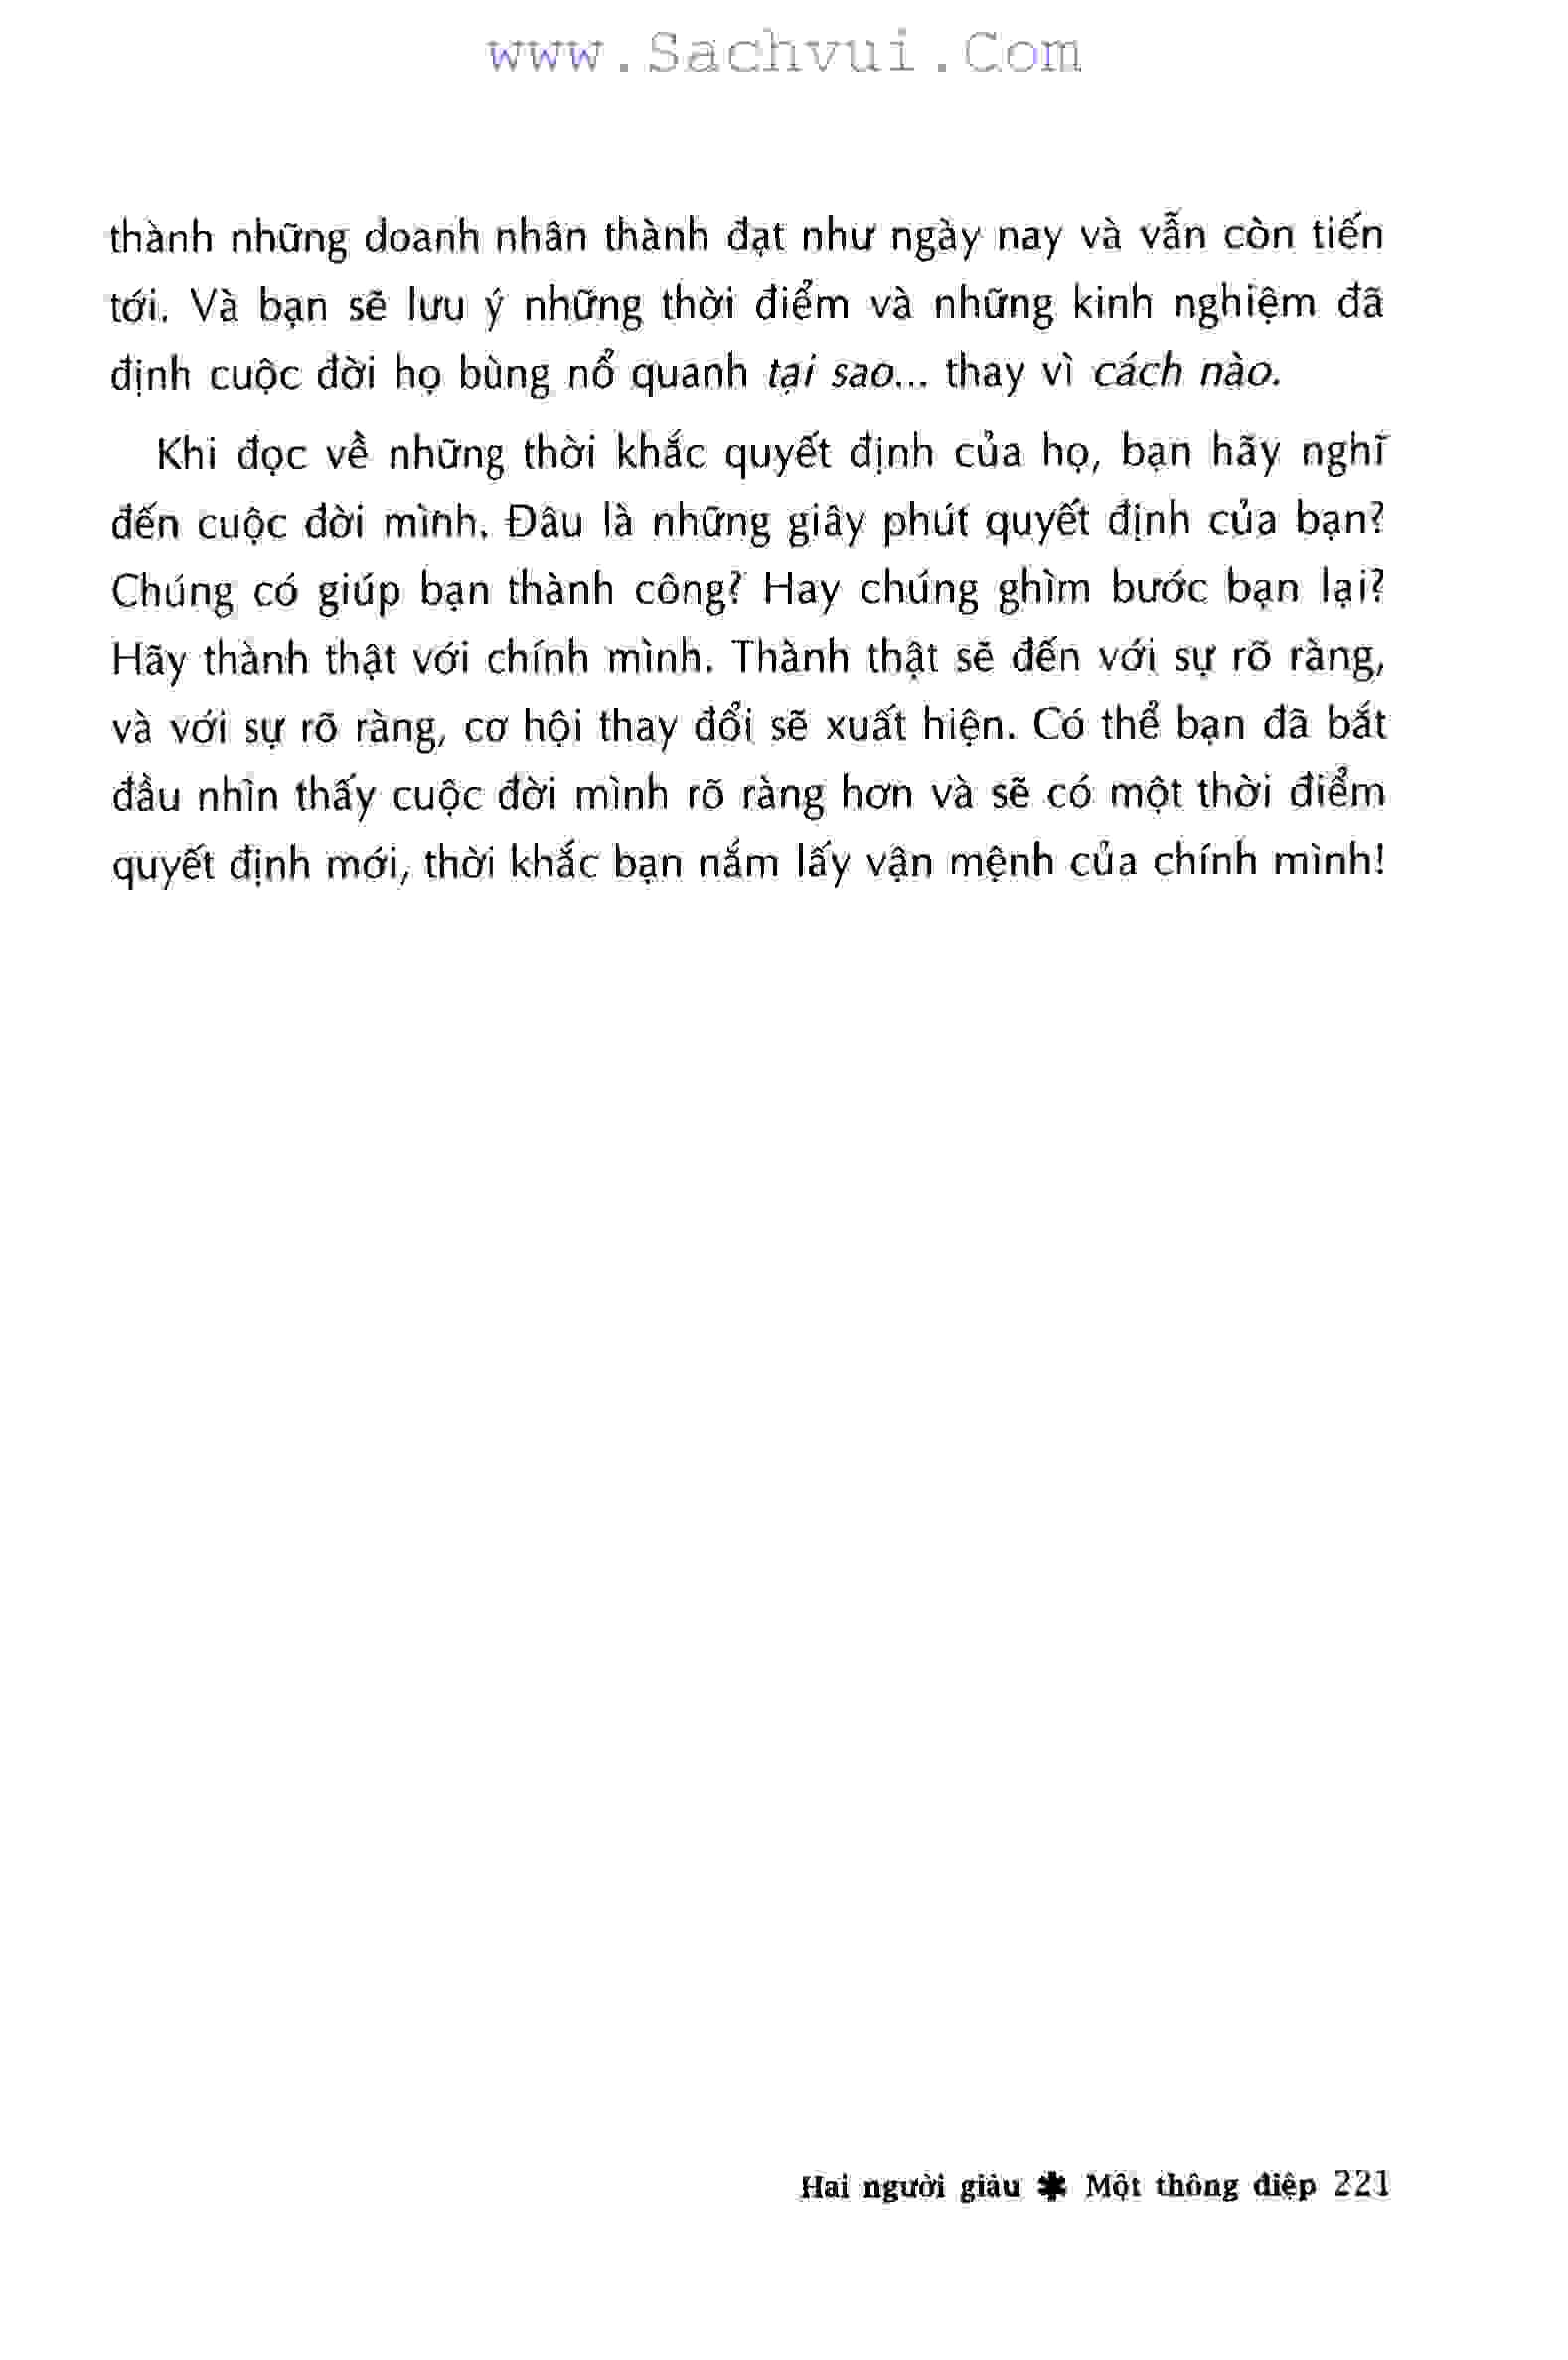 www.Sachvui.Com
thành những doanh nhân thành đạt như ngày nay và vẫn còn tiến
tới. Và bạn sẽ lưu ý những thời điểm và những kinh nghiệm đã
định cuộc đời họ bùng nổ quanh tại sao... thay vì cách nào.
Khi đọc về những thời khắc quyết định của họ, bạn hãy nghĩ
đến cuộc đời mình. Đâu là những giây phút quyết định của bạn?
Chúng có giúp bạn thành công? Hay chúng ghìm bước bạn lại?
Hãy thành thật với chính mình. Thành thật sẽ đến với sự rõ ràng,
và với sự rõ ràng, cơ hội thay đổi sẽ xuất hiện. Có thể bạn đã bắt
đầu nhìn thấy cuộc đời mình rõ ràng hơn và sẽ có một thời điểm
quyết định mới, thời khắc bạn nắm lấy vận mệnh của chính mình!
Hai người giàu ✱ Một thông điệp 221